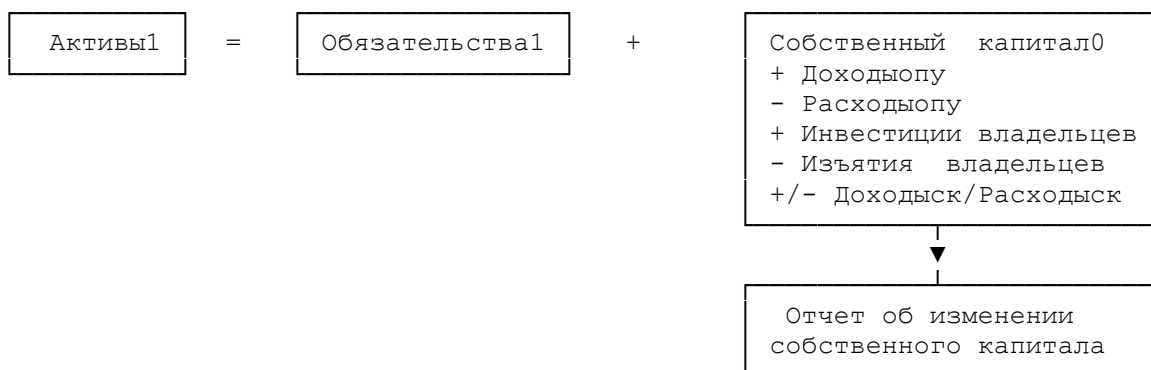 Активы1 = Обязательства1 + Собственный капитал0
+ Доходыопу
- Расходыопу
+ Инвестиции владельцев
- Изъятия владельцев
+/- Доходыск/Расходыск
Отчет об изменении
собственного капитала